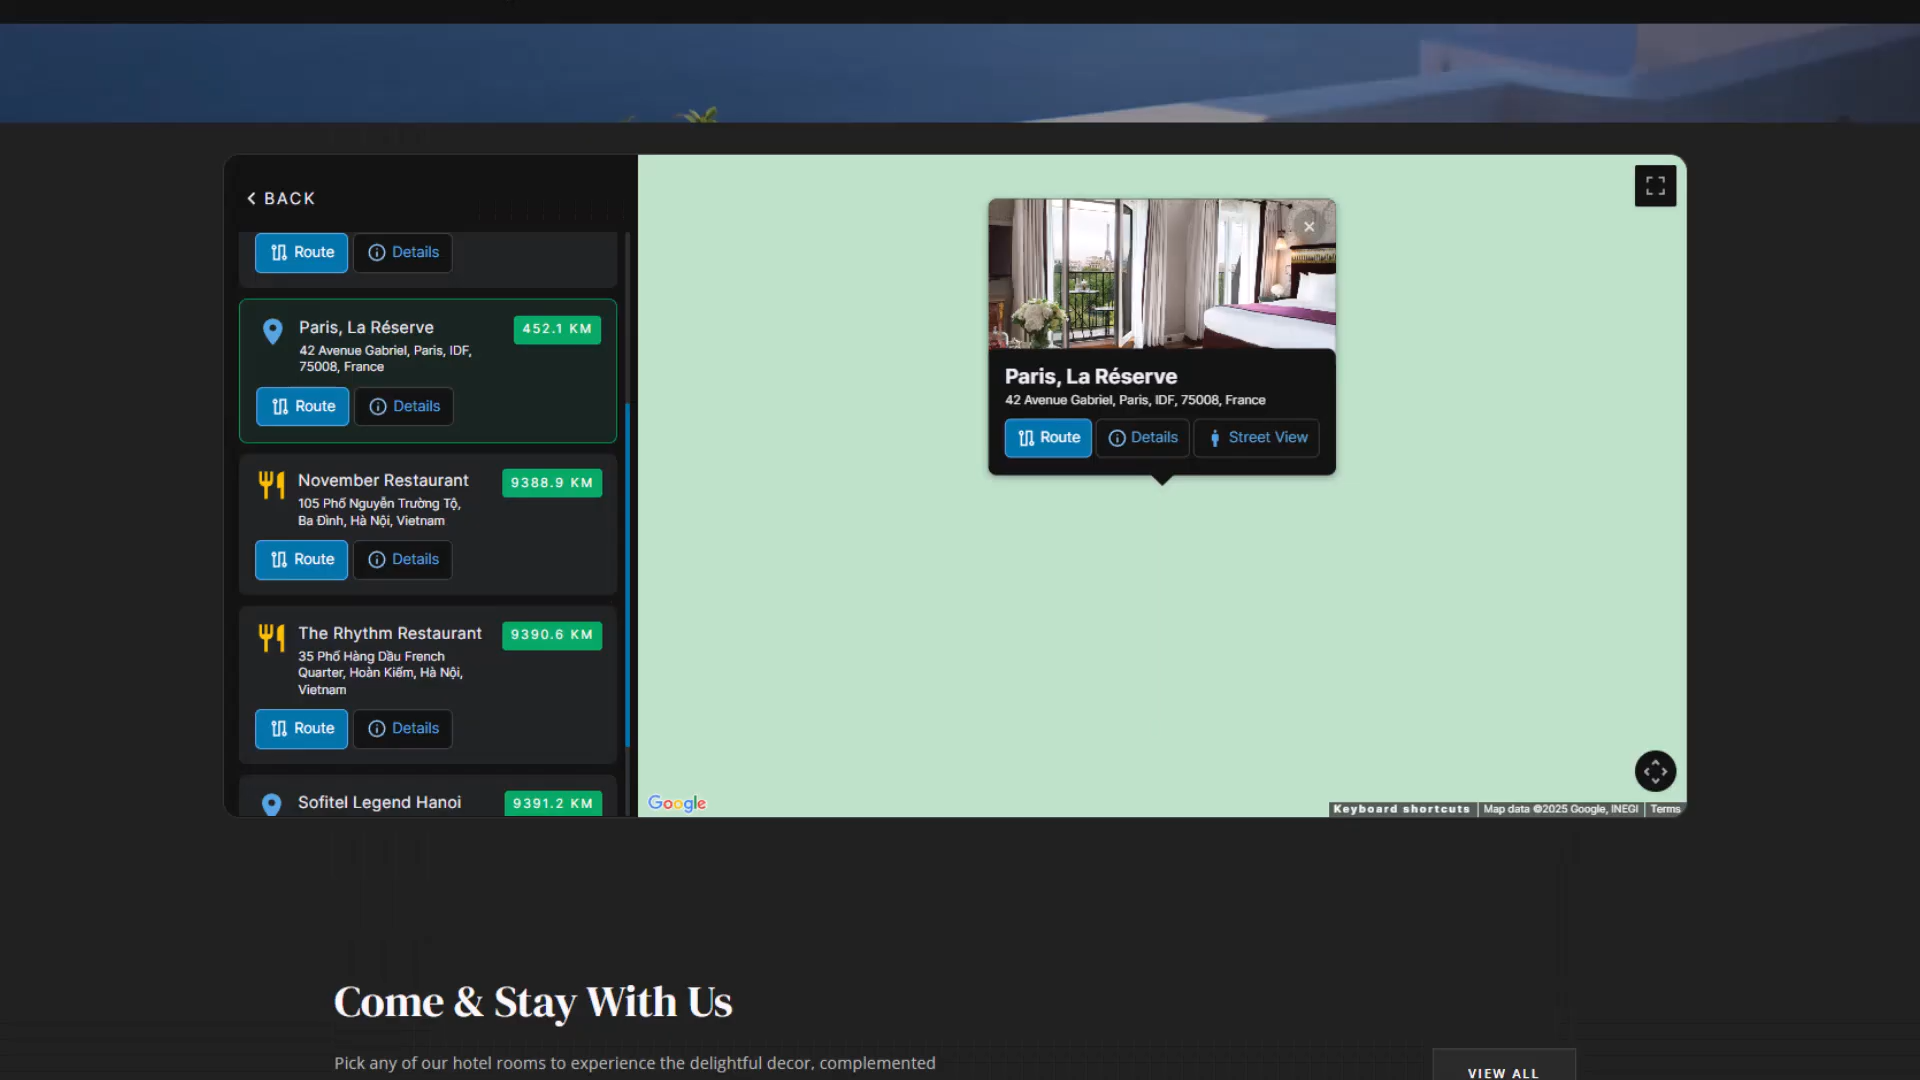 BACK
Route
Details
Paris, La Réserve
452.1 KM
42 Avenue Gabriel, Paris, IDF,
75008, France
Route
Details
November Restaurant
9388.9 KM
105 Phố Nguyễn Trường Tộ,
Ba Đình, Hà Nội, Vietnam
Route
Details
The Rhythm Restaurant
9390.6 KM
35 Phố Hàng Dầu French
Quarter, Hoàn Kiếm, Hà Nội,
Vietnam
Route
Details
Sofitel Legend Hanoi
9391.2 KM
Paris, La Réserve
42 Avenue Gabriel, Paris, IDF, 75008, France
Route
Details
Street View
Google
Keyboard shortcuts
Map data ©2025 Google, INEGI
Terms
Come & Stay With Us
Pick any of our hotel rooms to experience the delightful decor, complemented
VIEW ALL